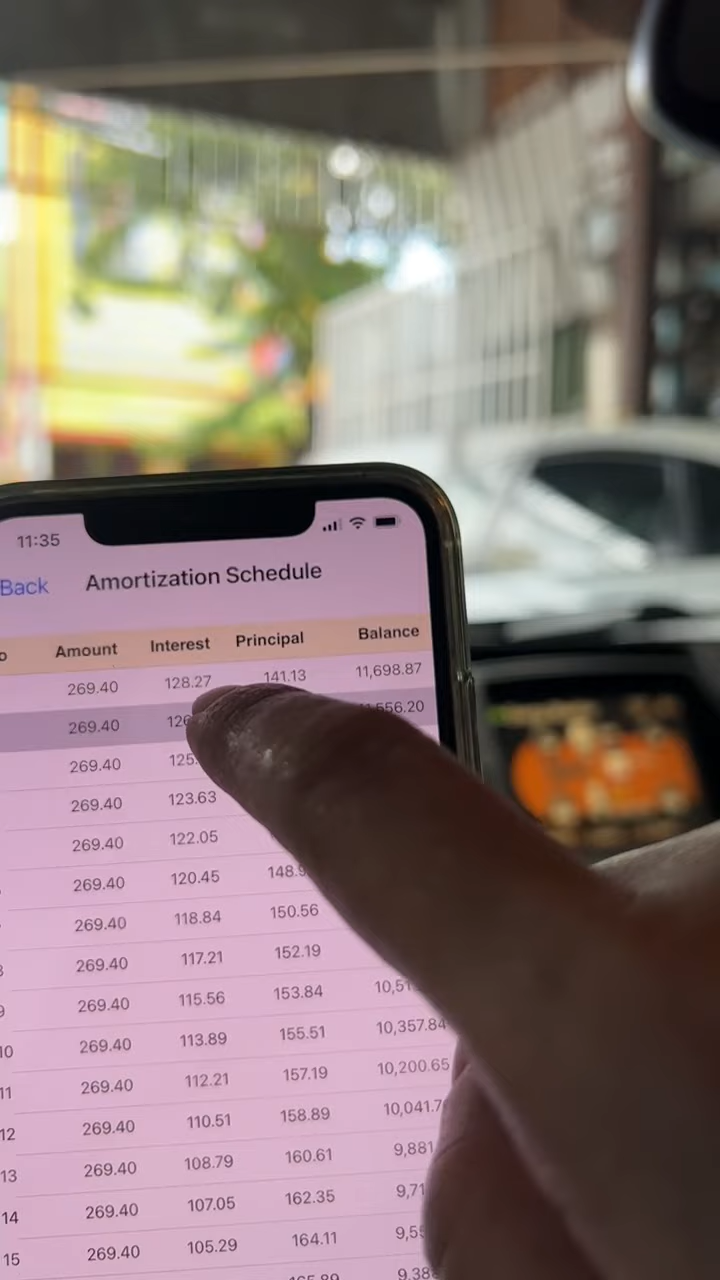 11:35
Back Amortization Schedule
Amount Interest Principal Balance
269.40 128.27 141.13 11,698.87
269.40
269.40
269.40 123.63
269.40 122.05
269.40 120.45
269.40 118.84 150.56
269.40 117.21 152.19
269.40 115.56 153.84
10 269.40 113.89 155.51 10,357.84
11 269.40 112.21 157.19 10,200.65
12 269.40 110.51 158.89
13 269.40 108.79 160.61
14 269.40 107.05 162.35
15 269.40 105.29 164.11